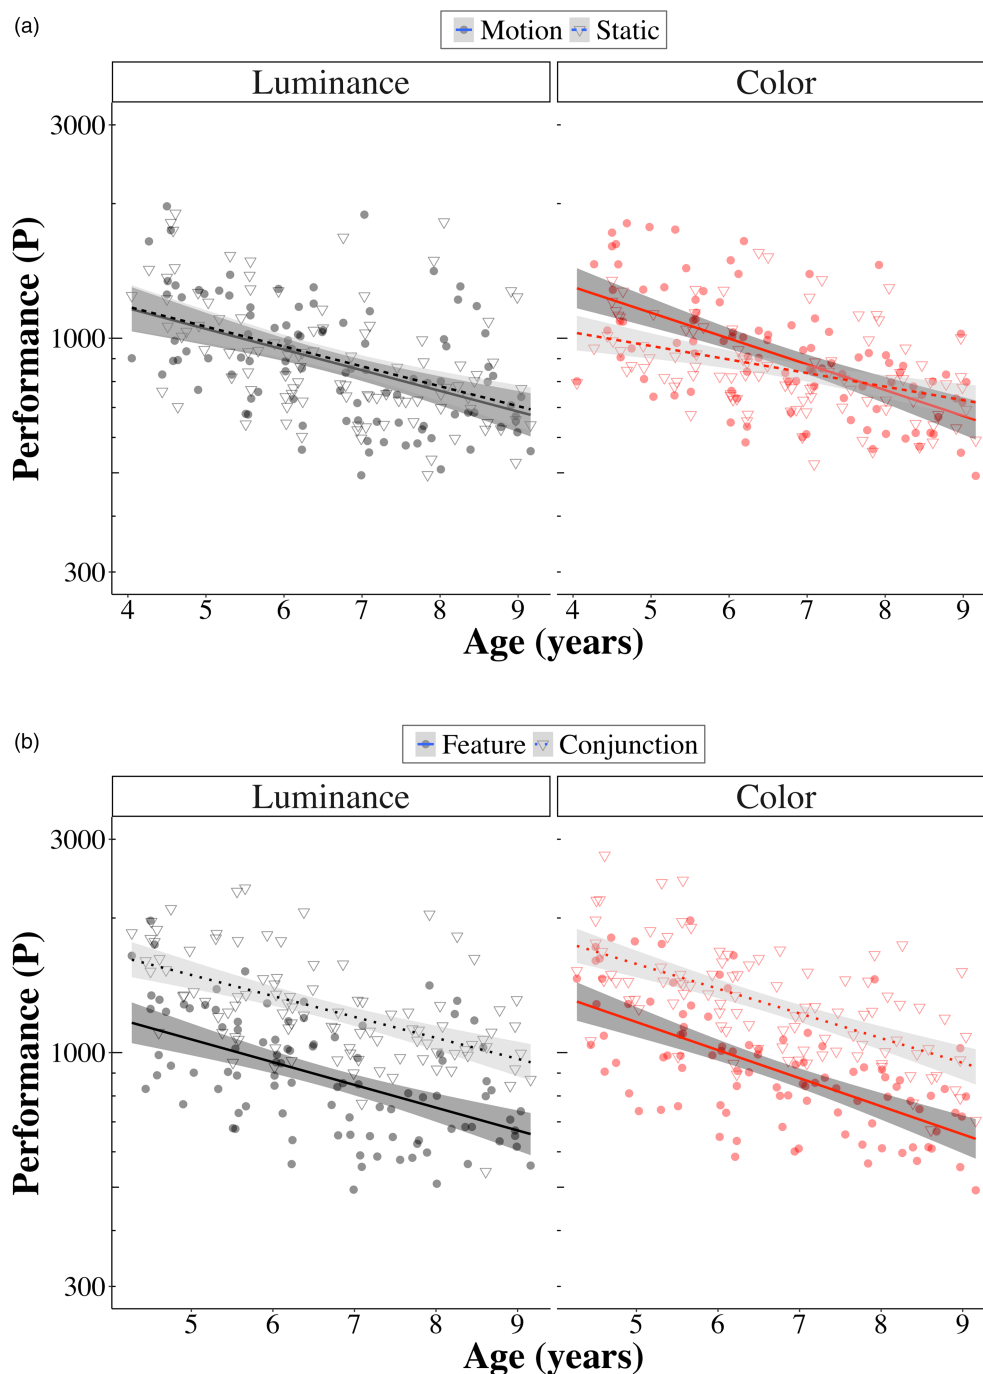 (a)
Motion Static
Luminance Color
3000
1000
300
Performance (P)
4 5 6 7 8 9 4 5 6 7 8 9
Age (years)
(b)
Feature Conjunction
Luminance Color
3000
1000
300
Performance (P)
5 6 7 8 9 5 6 7 8 9
Age (years)